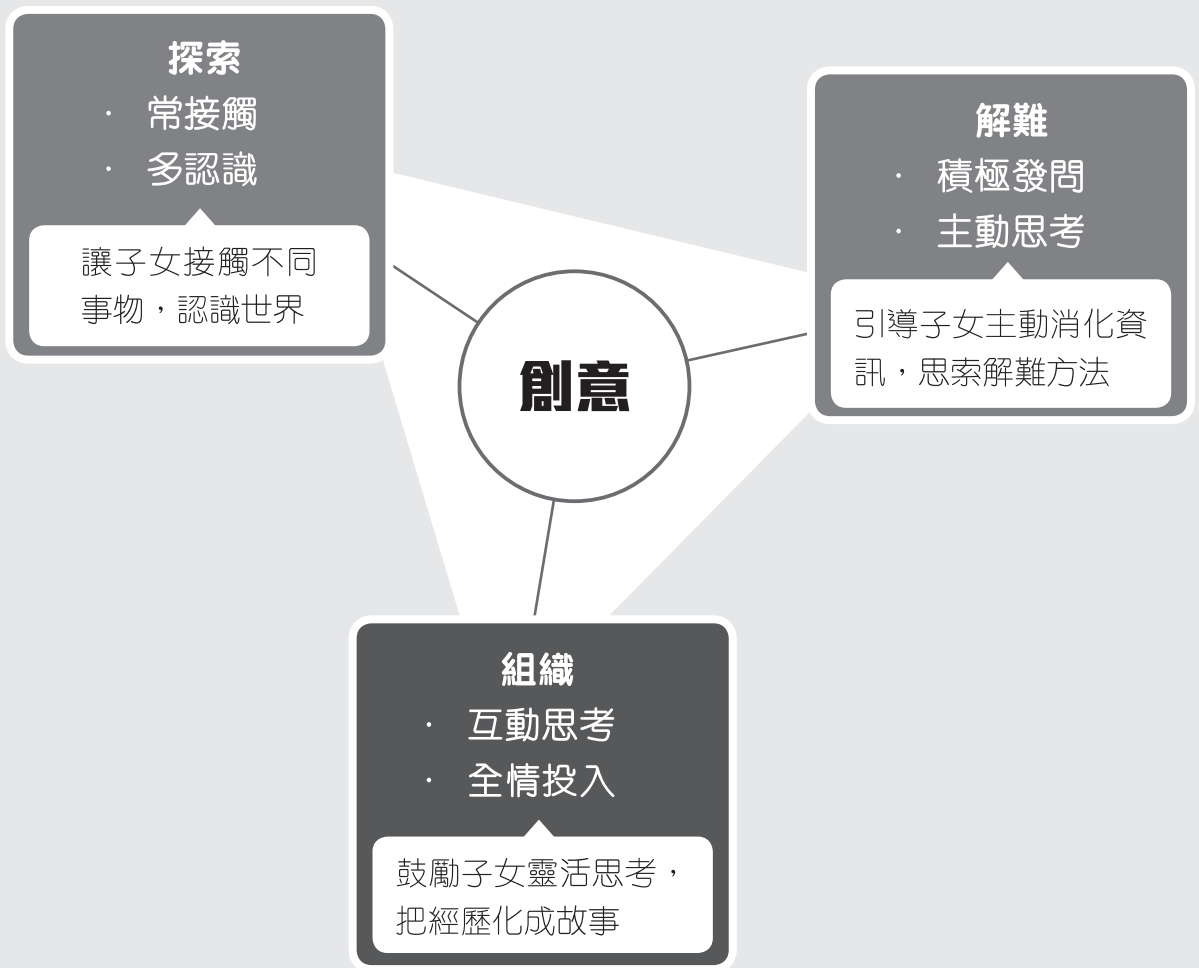 探索
· 常接觸
· 多認識
讓子女接觸不同
事物，認識世界
解難
· 積極發問
· 主動思考
引導子女主動消化資
訊，思索解難方法
創意
組織
· 互動思考
· 全情投入
鼓勵子女靈活思考，
把經歷化成故事